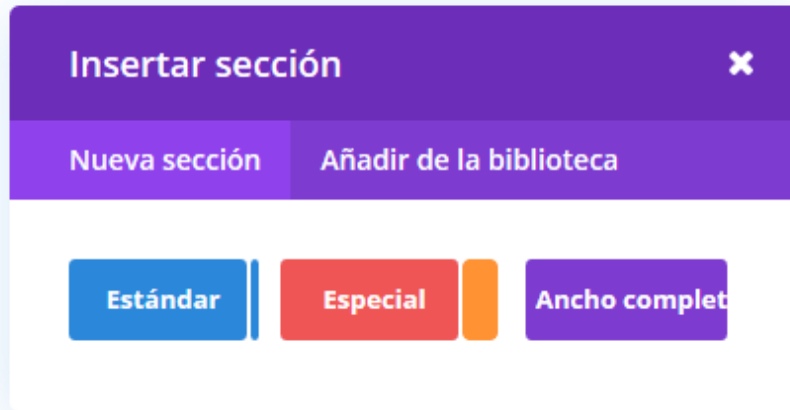 Insertar sección
Nueva sección Añadir de la biblioteca
Estándar Especial Ancho complet